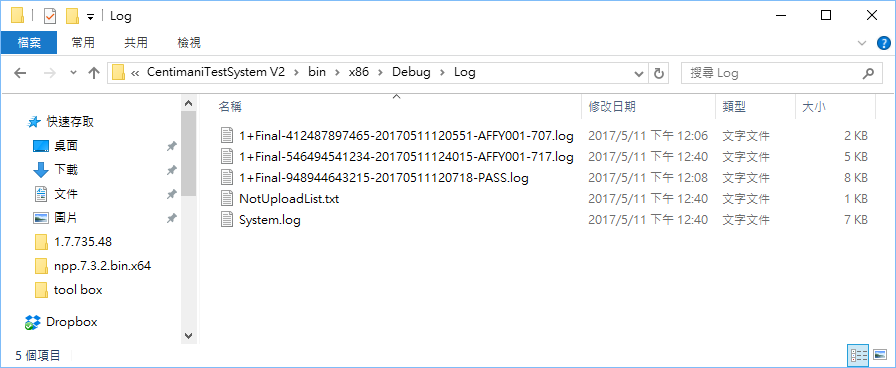 Log
檔案 常用 共用 檢視
« CentimaniTestSystem V2 › bin › x86 › Debug › Log 搜尋 Log
快速存取
桌面
下載
文件
圖片
1.7.735.48
npp.7.3.2.bin.x64
tool box
Dropbox
名稱 修改日期 類型 大小
1+Final-412487897465-20170511120551-AFFY001-707.log 2017/5/11 下午 12:06 文字文件 2 KB
1+Final-546494541234-20170511124015-AFFY001-717.log 2017/5/11 下午 12:40 文字文件 5 KB
1+Final-948944643215-20170511120718-PASS.log 2017/5/11 下午 12:08 文字文件 8 KB
NotUploadList.txt 2017/5/11 下午 12:40 文字文件 1 KB
System.log 2017/5/11 下午 12:40 文字文件 7 KB
5 個項目